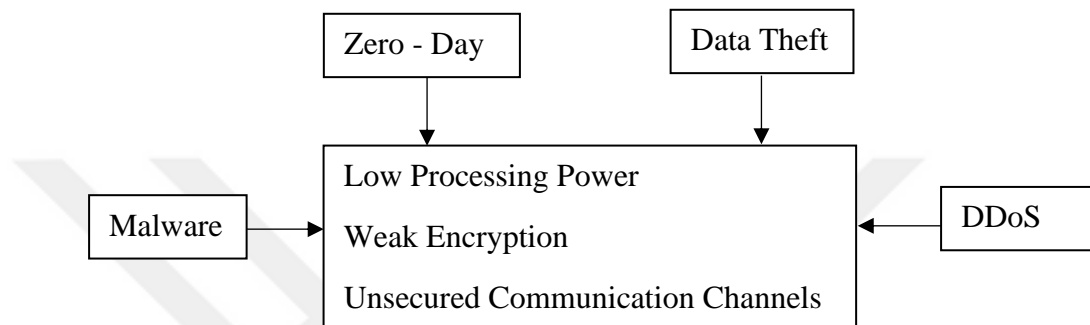 Zero - Day
Data Theft
Low Processing Power
Malware
Weak Encryption
DDoS
Unsecured Communication Channels